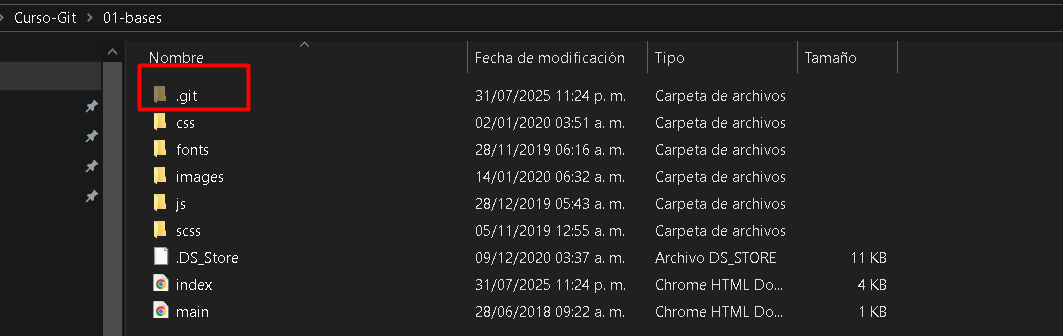 Curso-Git > 01-bases
Nombre Fecha de modificación Tipo Tamaño
.git 31/07/2025 11:24 p. m. Carpeta de archivos
css 02/01/2020 03:51 a. m. Carpeta de archivos
fonts 28/11/2019 06:16 a. m. Carpeta de archivos
images 14/01/2020 06:32 a. m. Carpeta de archivos
js 28/12/2019 05:43 a. m. Carpeta de archivos
scss 05/11/2019 12:55 a. m. Carpeta de archivos
.DS_Store 09/12/2020 03:37 a. m. Archivo DS_STORE 11 KB
index 31/07/2025 11:24 p. m. Chrome HTML Do... 4 KB
main 28/06/2018 09:22 a. m. Chrome HTML Do... 1 KB